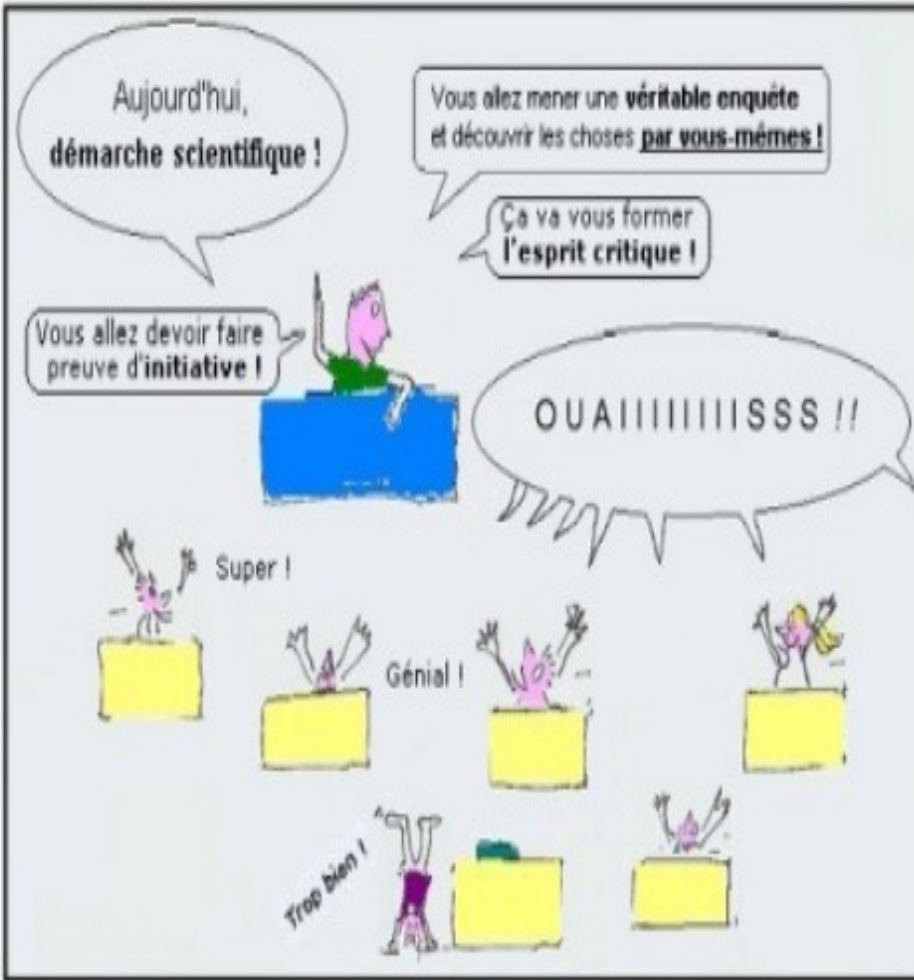 Aujourd'hui,
démarche scientifique !
Vous allez mener une véritable enquête
et découvrir les choses par vous-mêmes !
Ça va vous former
l'esprit critique !
Vous allez devoir faire
preuve d'initiative !
OUAIIIIIIIIISSS !!
Super !
Génial !
Trop bien !